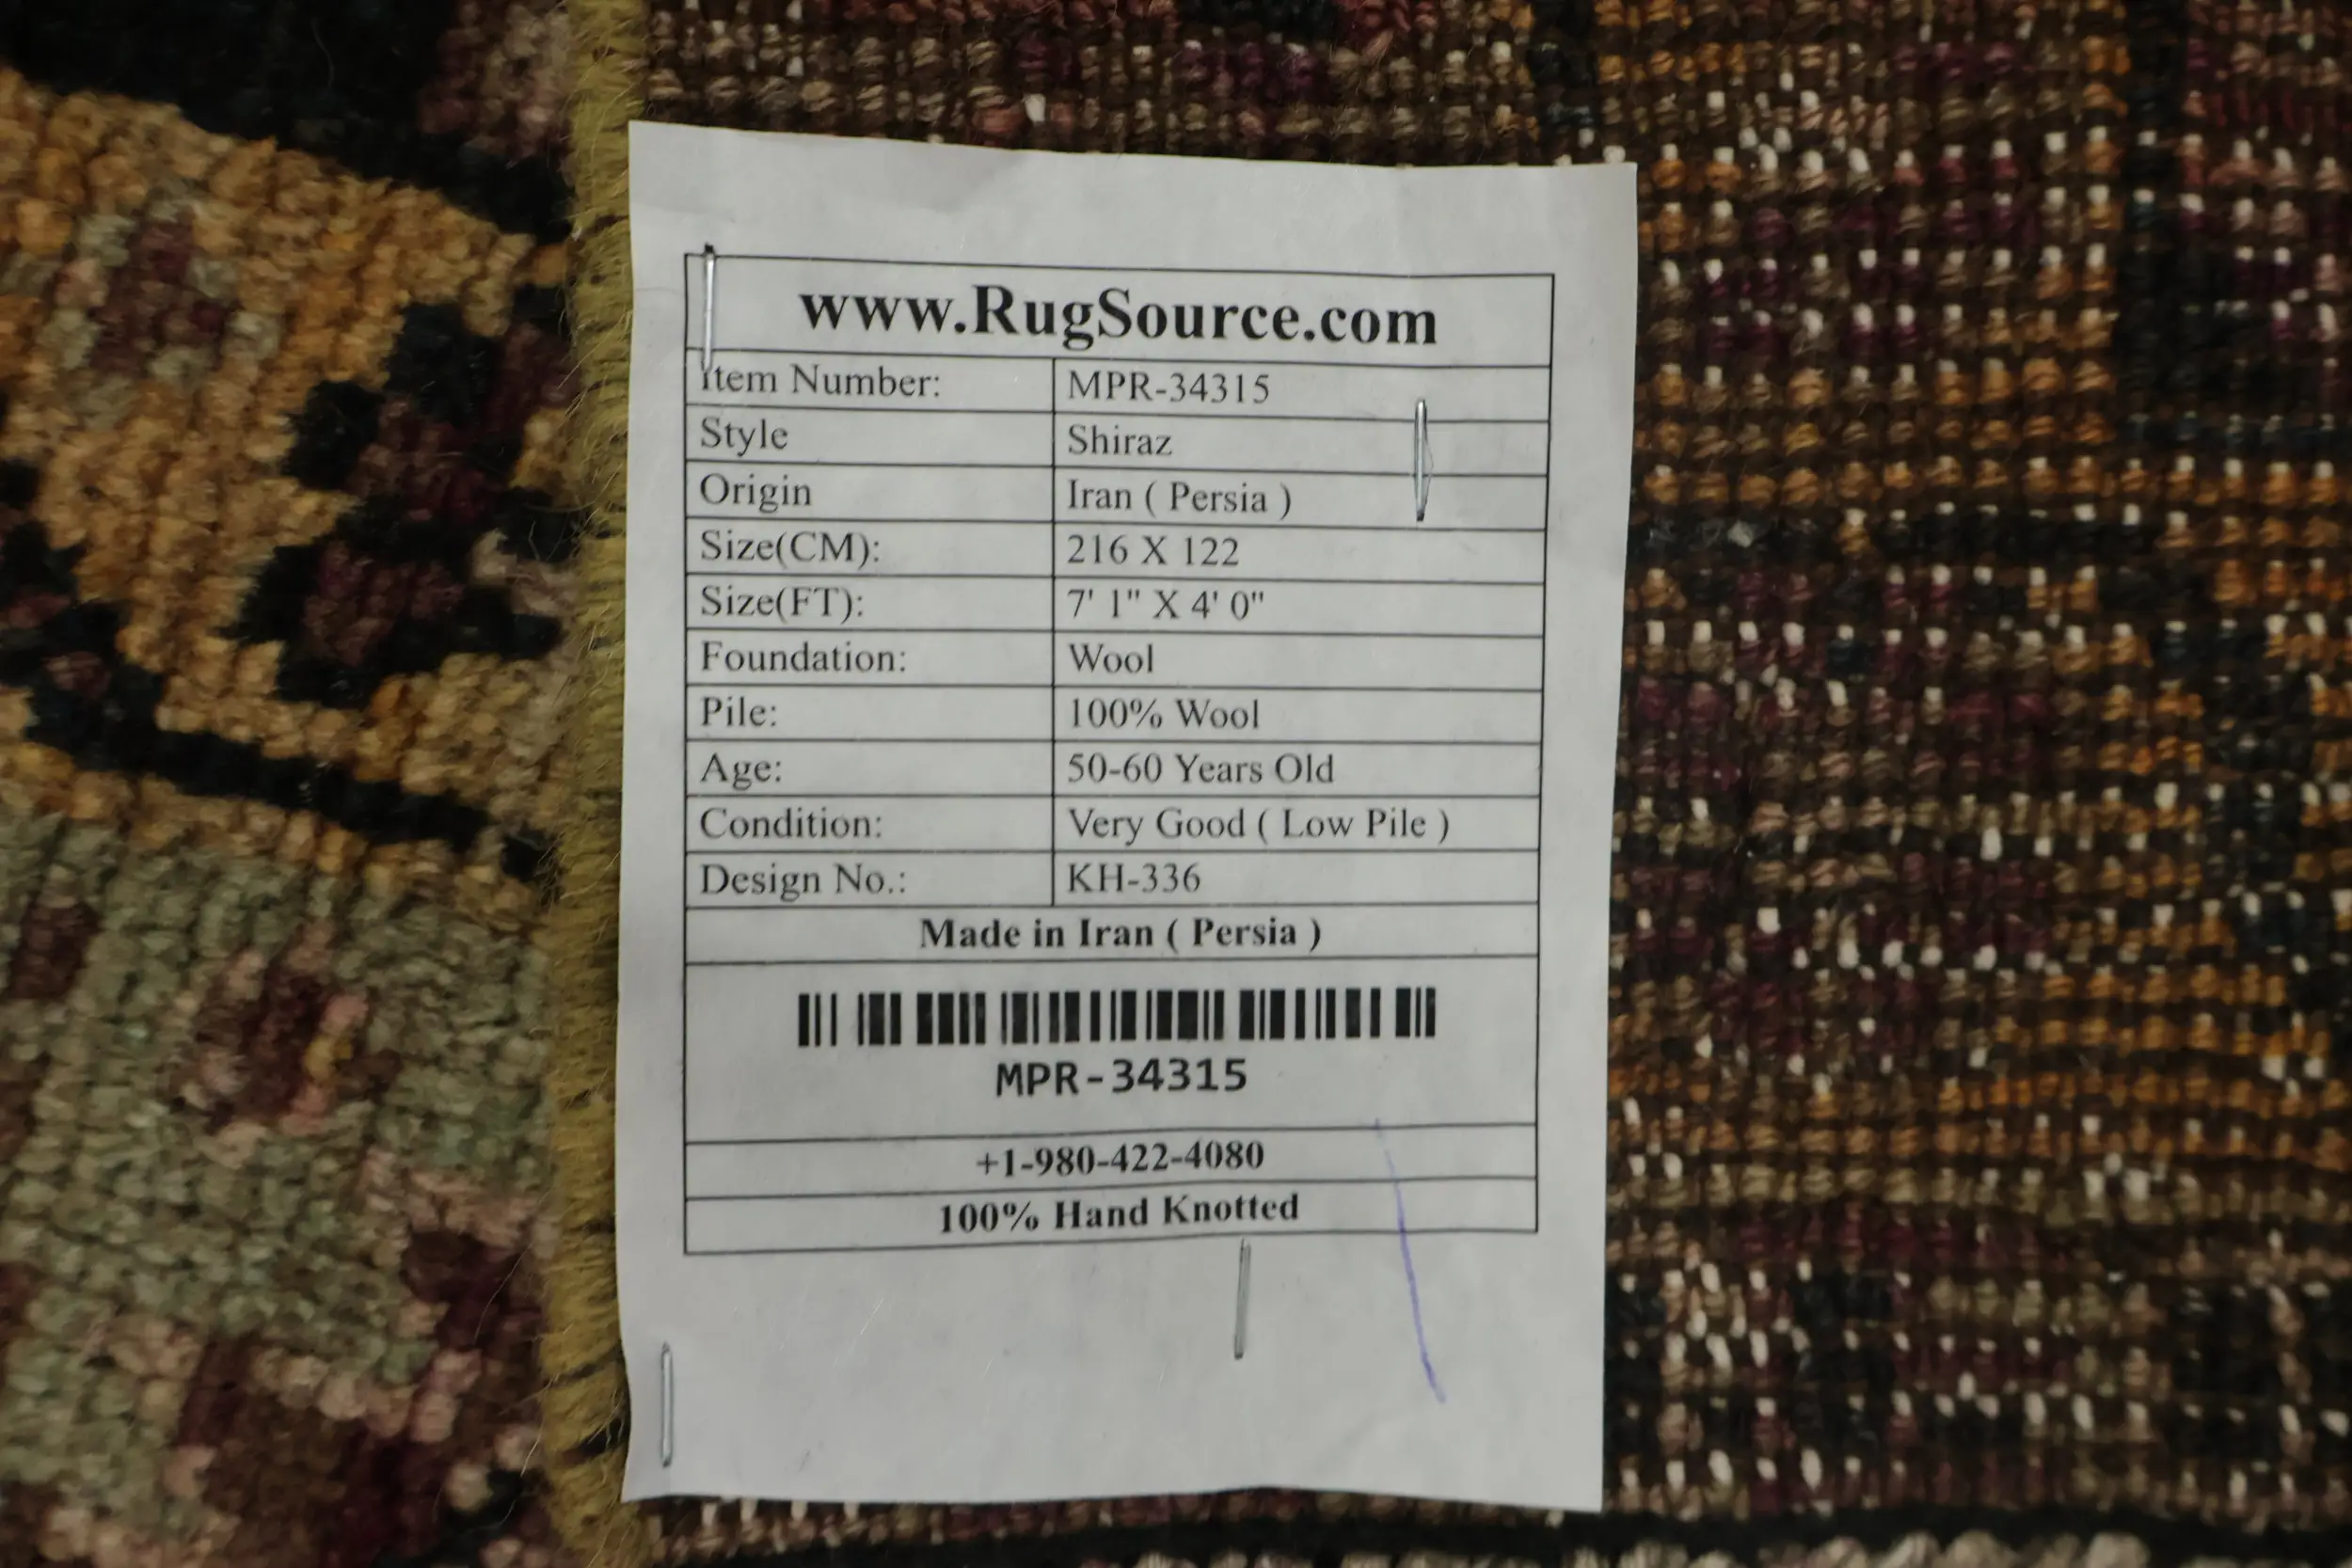 www.RugSource.com
Item Number: MPR-34315
Style Shiraz
Origin Iran ( Persia )
Size(CM): 216 X 122
Size(FT): 7' 1" X 4' 0"
Foundation: Wool
Pile: 100% Wool
Age: 50-60 Years Old
Condition: Very Good ( Low Pile )
Design No.: KH-336
Made in Iran ( Persia )
MPR-34315
+1-980-422-4080
100% Hand Knotted